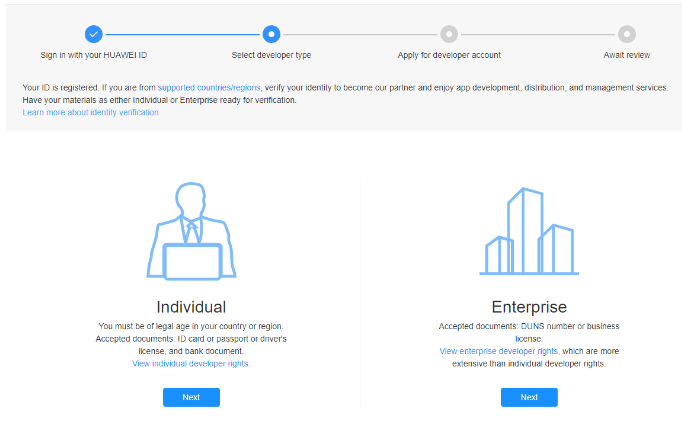 Sign in with your HUAWEI ID
Select developer type
Apply for developer account
Await review
Your ID is registered. If you are from supported countries/regions, verify your identity to become our partner and enjoy app development, distribution, and management services.
Have your materials as either Individual or Enterprise ready for verification.
Learn more about identity verification
Individual
You must be of legal age in your country or region.
Accepted documents: ID card or passport or driver's
license, and bank document.
View individual developer rights.
Next
Enterprise
Accepted documents: DUNS number or business
license.
View enterprise developer rights, which are more
extensive than individual developer rights.
Next